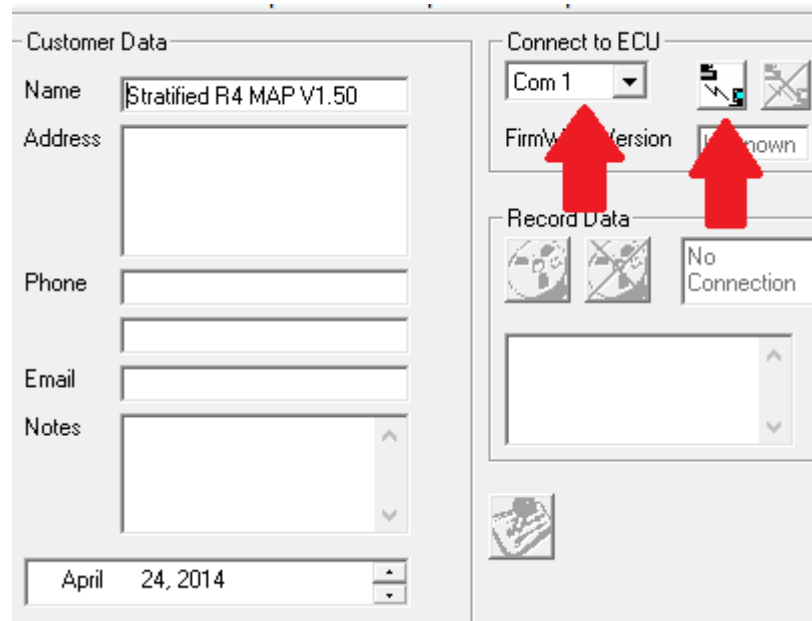 Customer Data
Name
Stratified R4 MAP V1.50
Address
Phone
Email
Notes
April 24, 2014
Connect to ECU
Com 1
Record Data
No
Connection